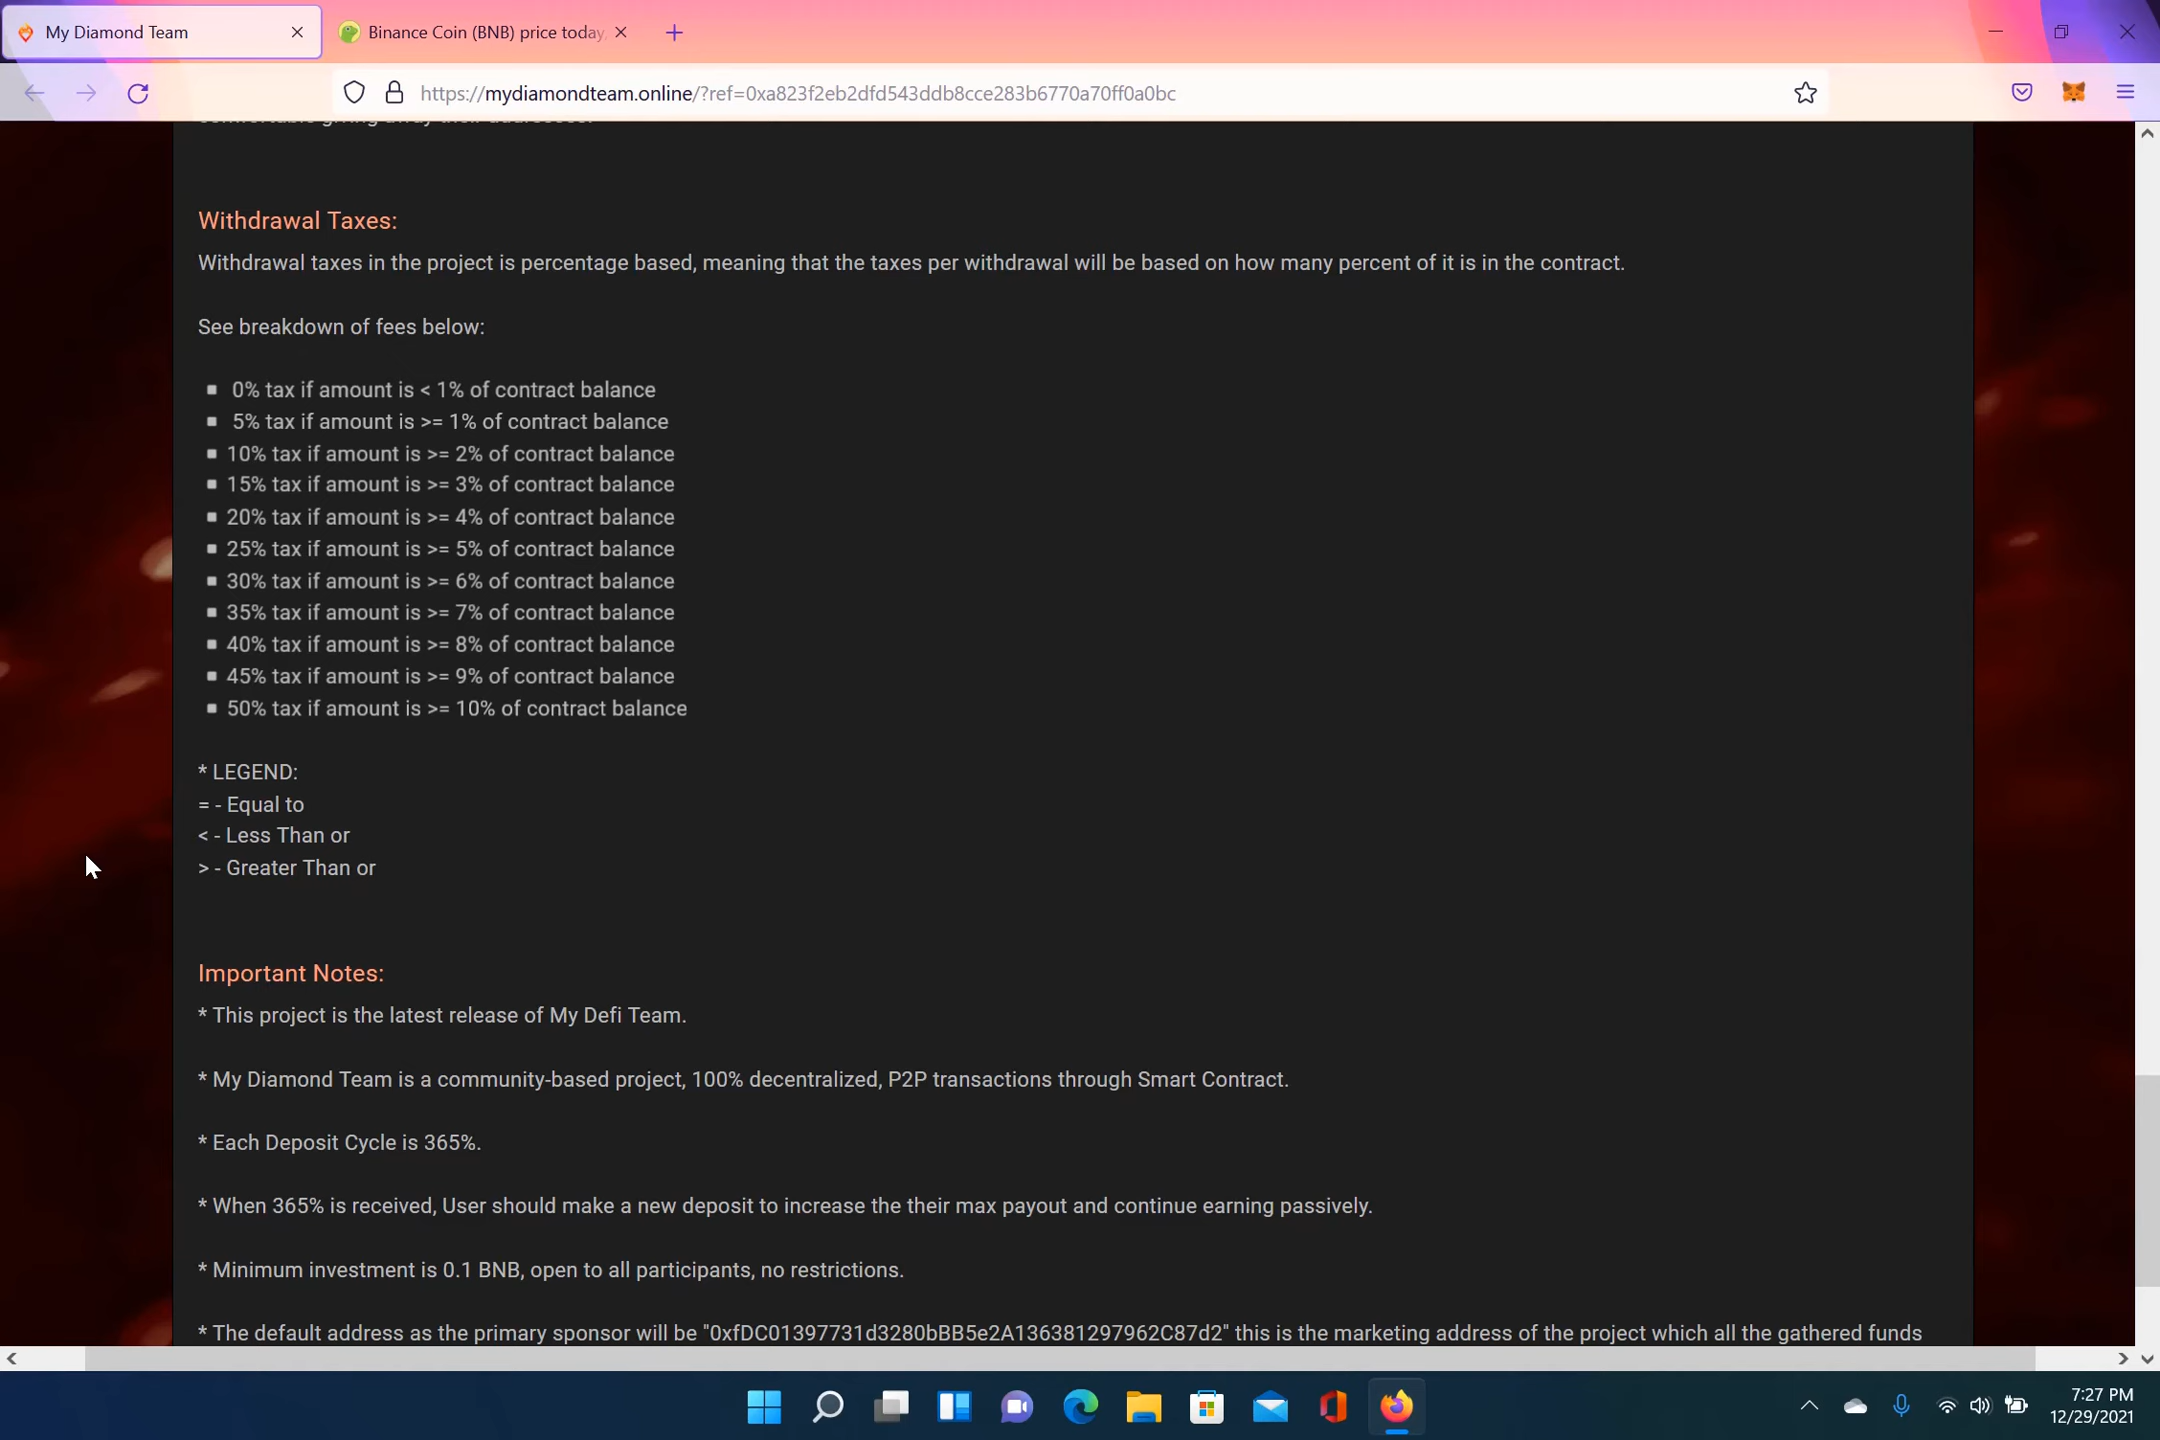 My Diamond Team
Binance Coin (BNB) price today,
https://mydiamondteam.online/?ref=0xa823f2eb2dfd543ddb8cce283b6770a70ff0a0bc
Withdrawal Taxes:
Withdrawal taxes in the project is percentage based, meaning that the taxes per withdrawal will be based on how many percent of it is in the contract.
See breakdown of fees below:
0% tax if amount is < 1% of contract balance
5% tax if amount is >= 1% of contract balance
10% tax if amount is >= 2% of contract balance
15% tax if amount is >= 3% of contract balance
20% tax if amount is >= 4% of contract balance
25% tax if amount is >= 5% of contract balance
30% tax if amount is >= 6% of contract balance
35% tax if amount is >= 7% of contract balance
40% tax if amount is >= 8% of contract balance
45% tax if amount is >= 9% of contract balance
50% tax if amount is >= 10% of contract balance
* LEGEND:
= - Equal to
< - Less Than or
> - Greater Than or
Important Notes:
* This project is the latest release of My Defi Team.
* My Diamond Team is a community-based project, 100% decentralized, P2P transactions through Smart Contract.
* Each Deposit Cycle is 365%.
* When 365% is received, User should make a new deposit to increase the their max payout and continue earning passively.
* Minimum investment is 0.1 BNB, open to all participants, no restrictions.
* The default address as the primary sponsor will be "0xfDC01397731d3280bBB5e2A136381297962C87d2" this is the marketing address of the project which all the gathered funds
7:27 PM
12/29/2021